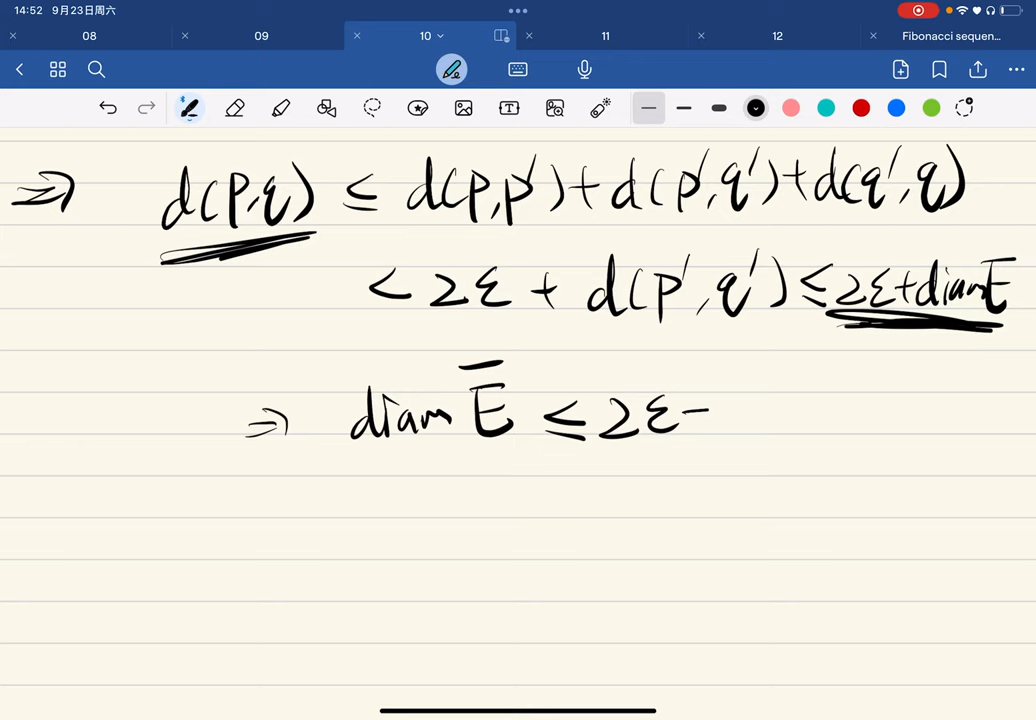 14:52 9月23日周六
08 09 10 11 12 Fibonacci sequen...
T
⇒ d(p,q) ≤ d(p,p')+d(p',q')+d(q',q)
< 2ε + d(p',q') ≤ 2ε+diamE
⇒ diam E̅ ≤ 2ε-